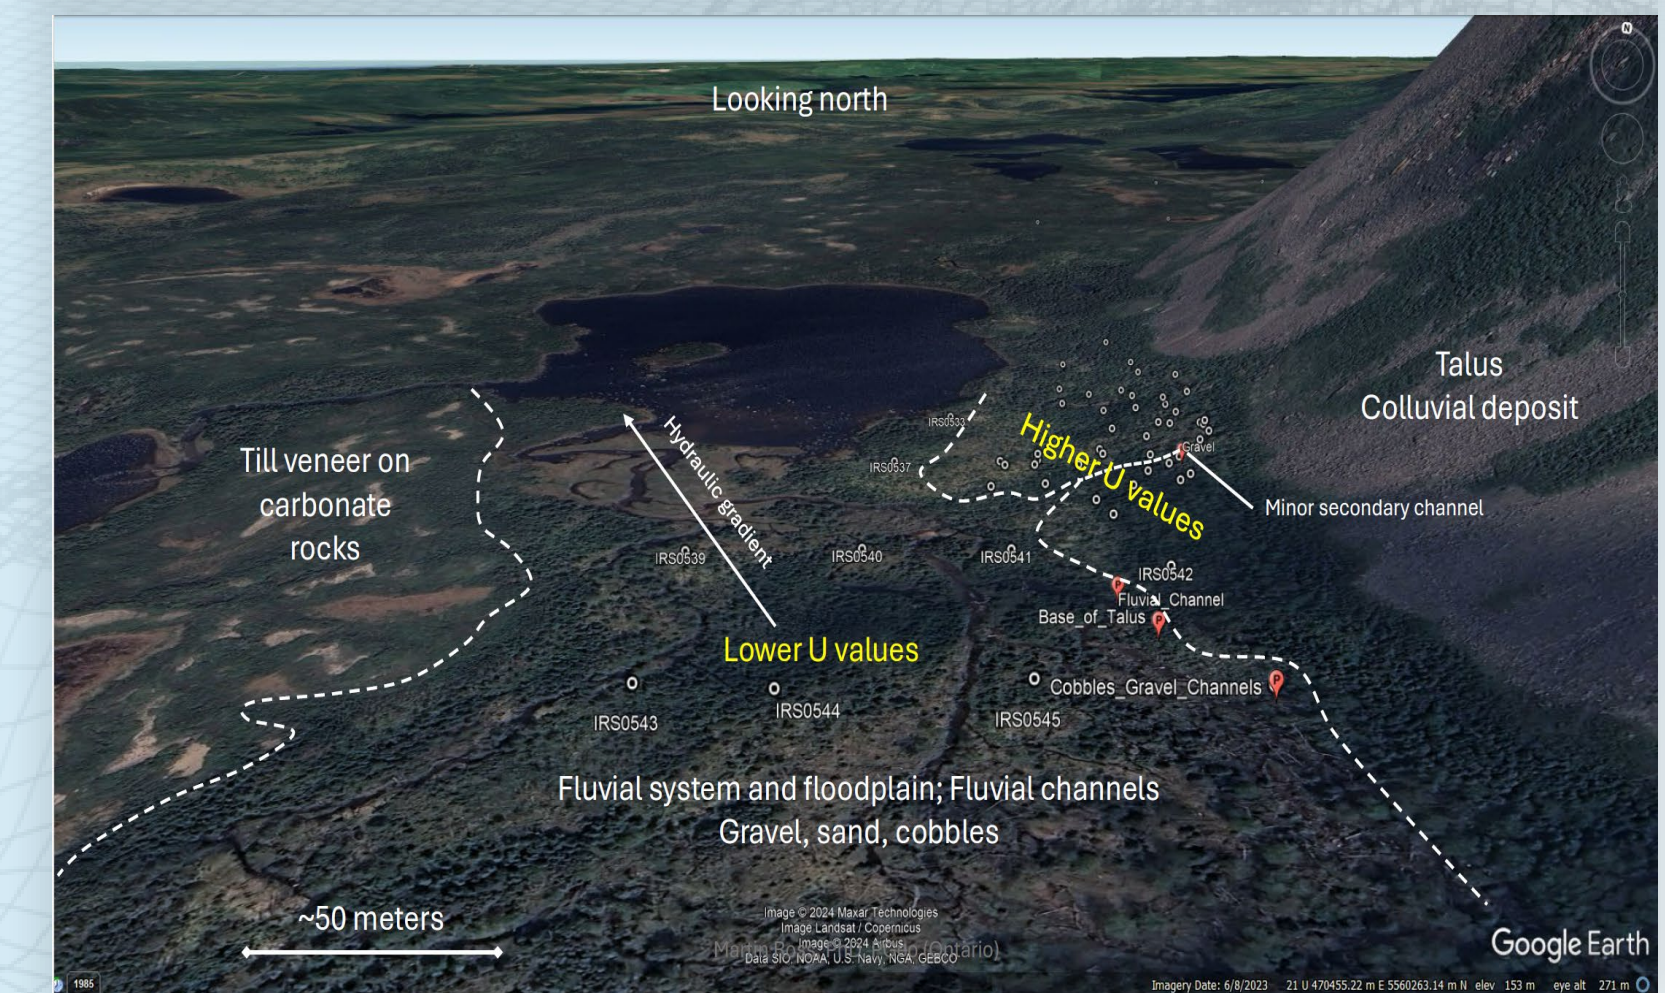 N
Looking north
Talus
Colluvial deposit
IRS0533
Higher U values
Gravel
Hydraulic gradient
Till veneer on
carbonate
rocks
IRS0537
Minor secondary channel
IRS0539
IRS0540
IRS0541
IRS0542
Fluvial_Channel
Base_of_Talus
Lower U values
Cobbles_Gravel_Channels
IRS0543
IRS0544
IRS0545
Fluvial system and floodplain; Fluvial channels
Gravel, sand, cobbles
~50 meters
Image © 2024 Maxar Technologies
Image Landsat / Copernicus
Image © 2024 Airbus
Data SIO, NOAA, U.S. Navy, NGA, GEBCO
(Ontario)
Google Earth
1985
Imagery Date: 6/8/2023 21 U 470455.22 m E 5560263.14 m N elev 153 m eye alt 271 m